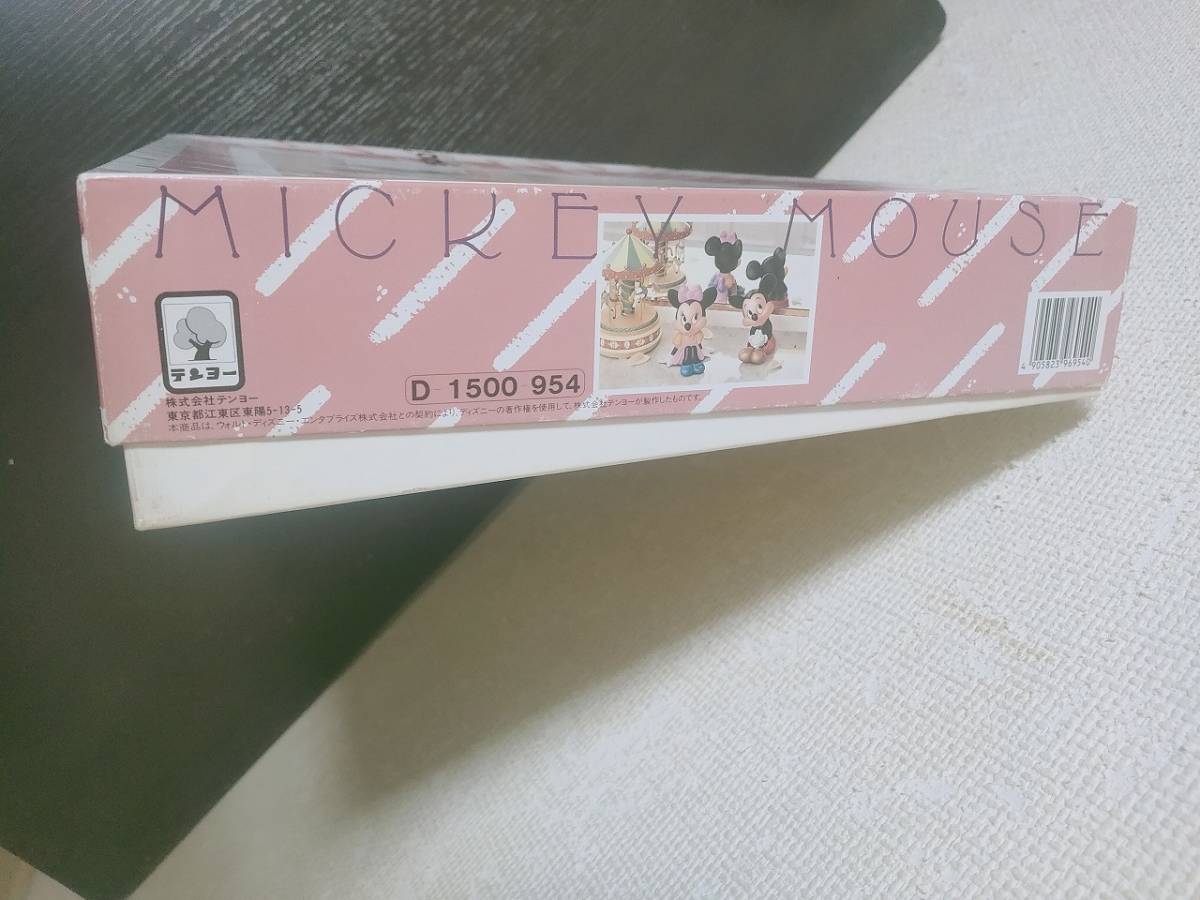 MICKEY MOUSE
テンヨー
株式会社テンヨー
東京都江東区東陽5-13-5
本商品は、ウォルト・ディズニー・エンタプライズ株式会社との契約により、ディズニーの著作権を使用して、株式会社テンヨーが製作したものです。
D-1500-954
4 905823 969540